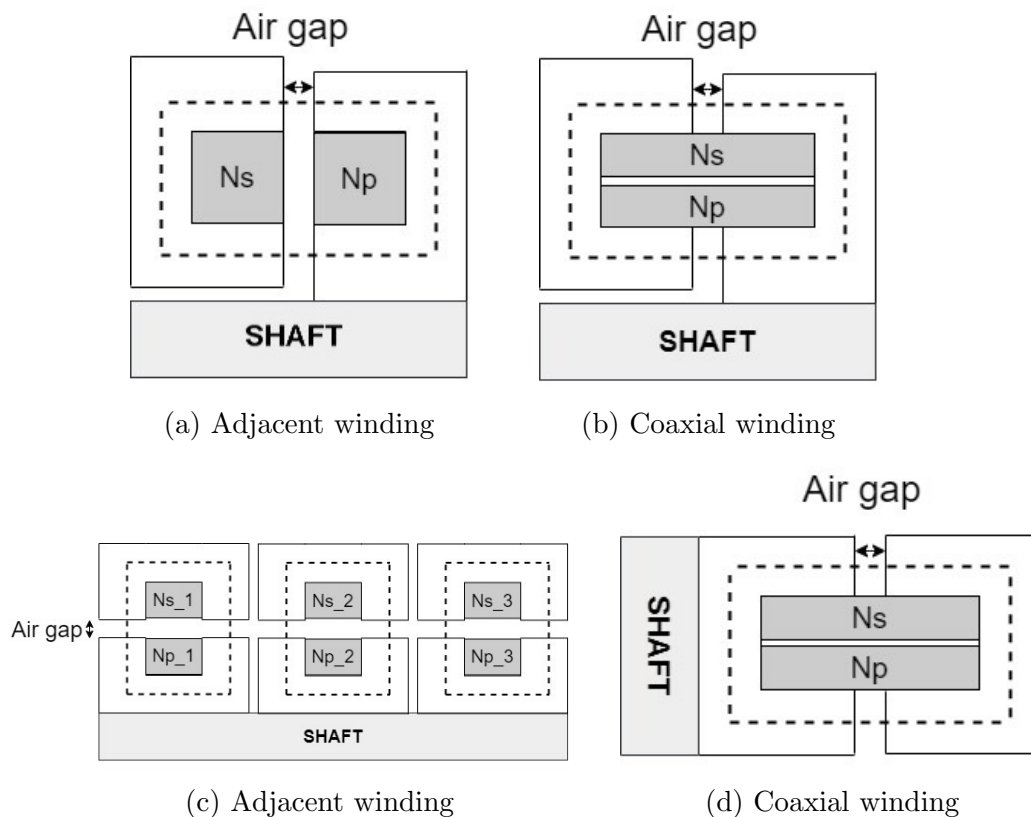 Air gap
Ns
Np
SHAFT
(a) Adjacent winding
Air gap
Ns
Np
SHAFT
(b) Coaxial winding
Air gap
Ns_1
Ns_2
Ns_3
Np_1
Np_2
Np_3
SHAFT
(c) Adjacent winding
Air gap
SHAFT
Ns
Np
(d) Coaxial winding